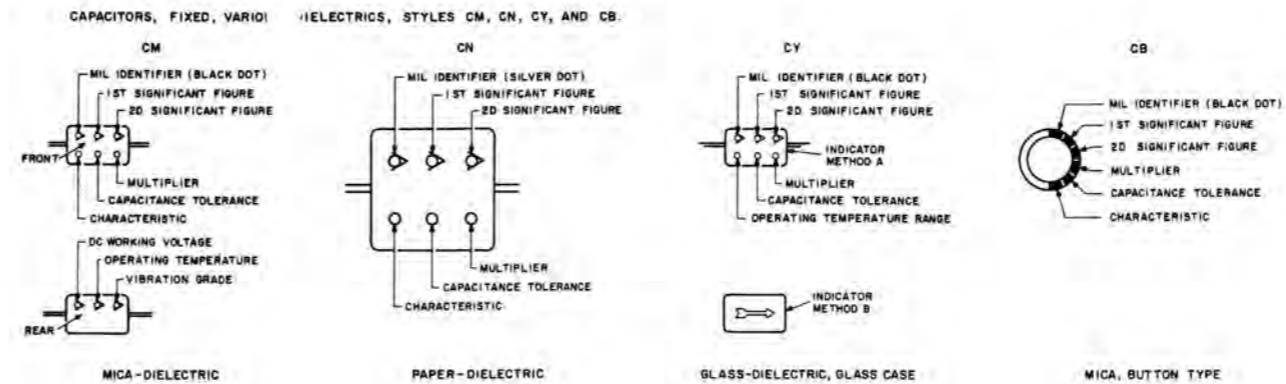 CAPACITORS, FIXED, DIELECTRICS, STYLES CM, CN, CY, AND CB.
CM
MIL IDENTIFIER (BLACK DOT)
1ST SIGNIFICANT FIGURE
2D SIGNIFICANT FIGURE
FRONT
MULTIPLIER
CAPACITANCE TOLERANCE
CHARACTERISTIC
DC WORKING VOLTAGE
OPERATING TEMPERATURE
VIBRATION GRADE
REAR
MICA-DIELECTRIC
CN
MIL IDENTIFIER (SILVER DOT)
1ST SIGNIFICANT FIGURE
2D SIGNIFICANT FIGURE
MULTIPLIER
CAPACITANCE TOLERANCE
CHARACTERISTIC
PAPER-DIELECTRIC
CY
MIL IDENTIFIER (BLACK DOT)
1ST SIGNIFICANT FIGURE
2D SIGNIFICANT FIGURE
INDICATOR
METHOD A
MULTIPLIER
CAPACITANCE TOLERANCE
OPERATING TEMPERATURE RANGE
INDICATOR
METHOD B
GLASS-DIELECTRIC, GLASS CASE
CB
MIL IDENTIFIER (BLACK DOT)
1ST SIGNIFICANT FIGURE
2D SIGNIFICANT FIGURE
MULTIPLIER
CAPACITANCE TOLERANCE
CHARACTERISTIC
MICA, BUTTON TYPE